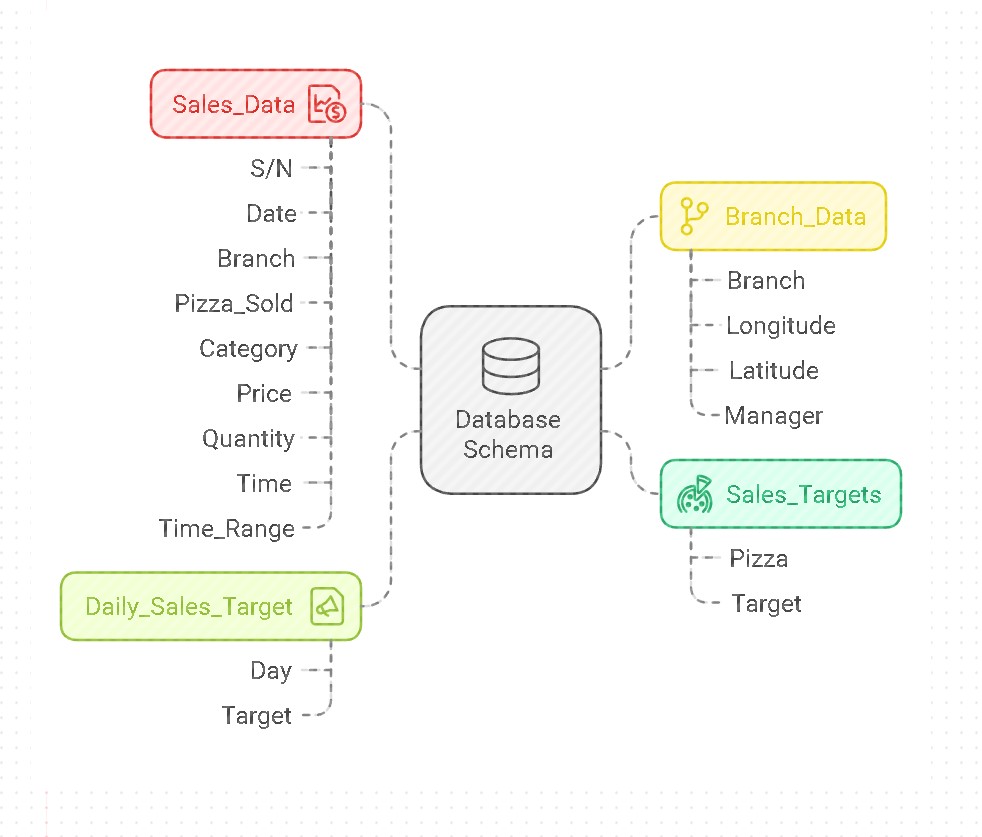 Sales_Data
S/N
Date
Branch
Pizza_Sold
Category
Price
Quantity
Time
Time_Range
Daily_Sales_Target
Day
Target
Database
Schema
Branch_Data
Branch
Longitude
Latitude
Manager
Sales_Targets
Pizza
Target